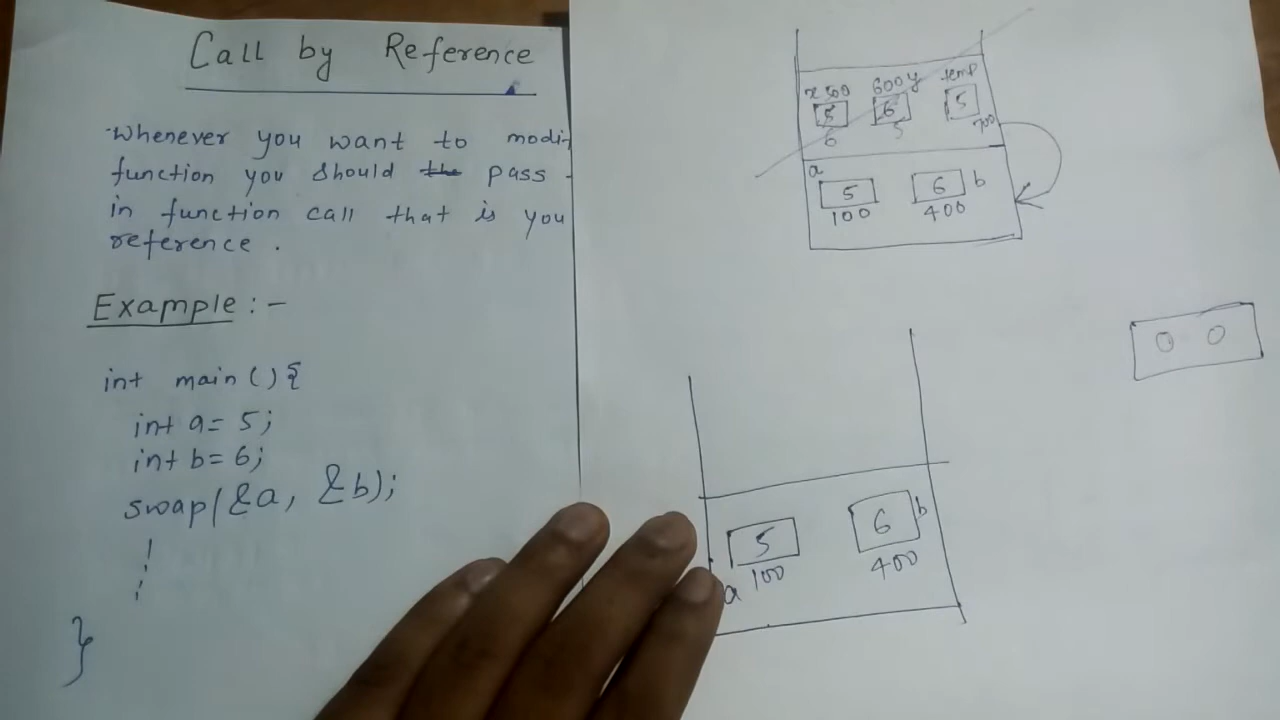 Call by Reference
Whenever you want to modi
function you should the pass
in function call that is you
reference.
Example :-
int main () {
int a = 5;
int b = 6;
swap(&a, &b);
}
x 500 600 y temp
5 6 5
6 5 700
a
5 6 b
100 400
5 6 b
100 400
a